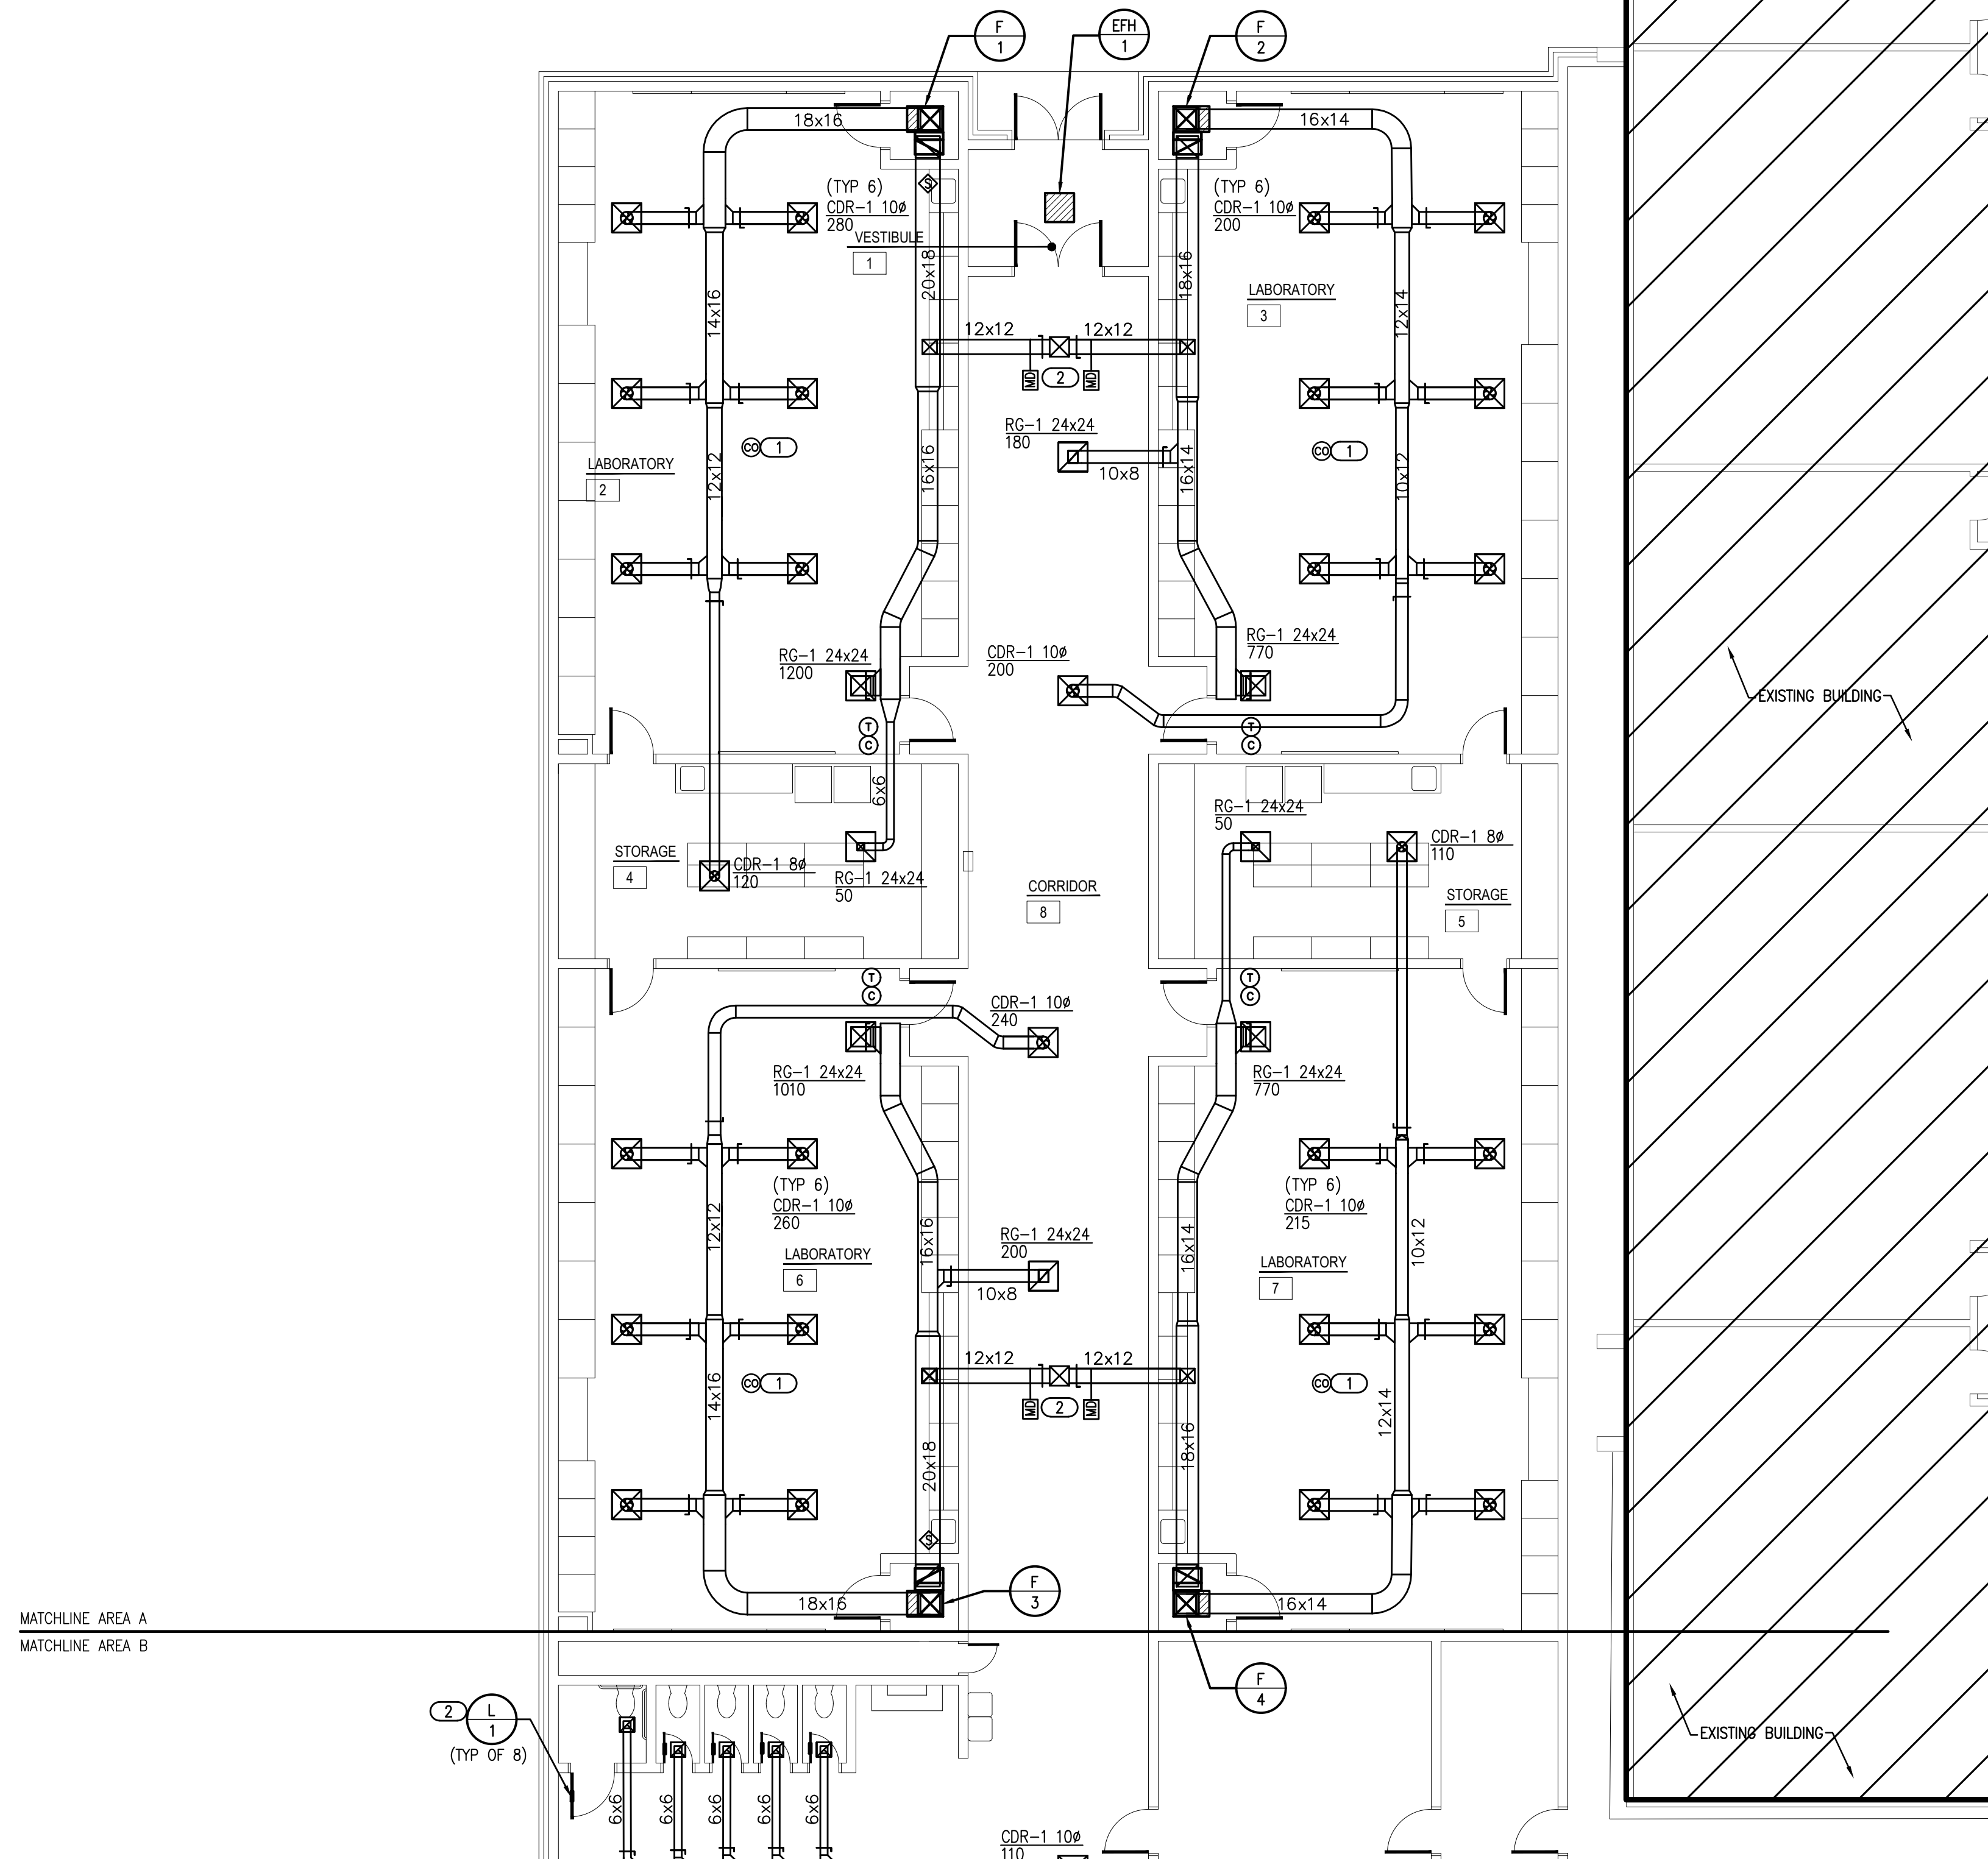 F
1
EFH
1
F
2
18x16
16x14
(TYP 6)
CDR-1 10ø
280
S
(TYP 6)
CDR-1 10ø
200
VESTIBULE
1
20x18
18x16
LABORATORY
3
14x16
12x14
12x12
12x12
MD
2
MD
RG-1 24x24
180
10x8
CO
1
CO
1
LABORATORY
2
12x12
16x16
16x14
10x12
RG-1 24x24
1200
CDR-1 10ø
200
RG-1 24x24
770
EXISTING BUILDING
T
C
T
C
6x6
RG-1 24x24
50
CDR-1 8ø
110
STORAGE
4
CDR-1 8ø
120
RG-1 24x24
50
CORRIDOR
8
STORAGE
5
T
C
T
C
CDR-1 10ø
240
RG-1 24x24
1010
RG-1 24x24
770
(TYP 6)
CDR-1 10ø
260
(TYP 6)
CDR-1 10ø
215
12x12
16x16
RG-1 24x24
200
16x14
10x12
LABORATORY
6
LABORATORY
7
10x8
12x12
12x12
CO
1
CO
1
14x16
MD
2
MD
12x14
20x18
18x16
S
18x16
F
3
16x14
MATCHLINE AREA A
MATCHLINE AREA B
F
4
2
L
1
(TYP OF 8)
EXISTING BUILDING
6x6
6x6
6x6
6x6
6x6
CDR-1 10ø
110